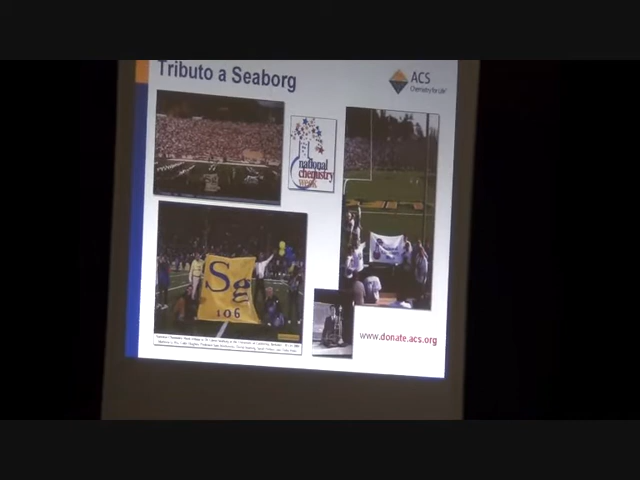 Tributo a Seaborg
ACS
Chemistry for Life
national
chemistry
WEEK
Sg
106
www.donate.acs.org